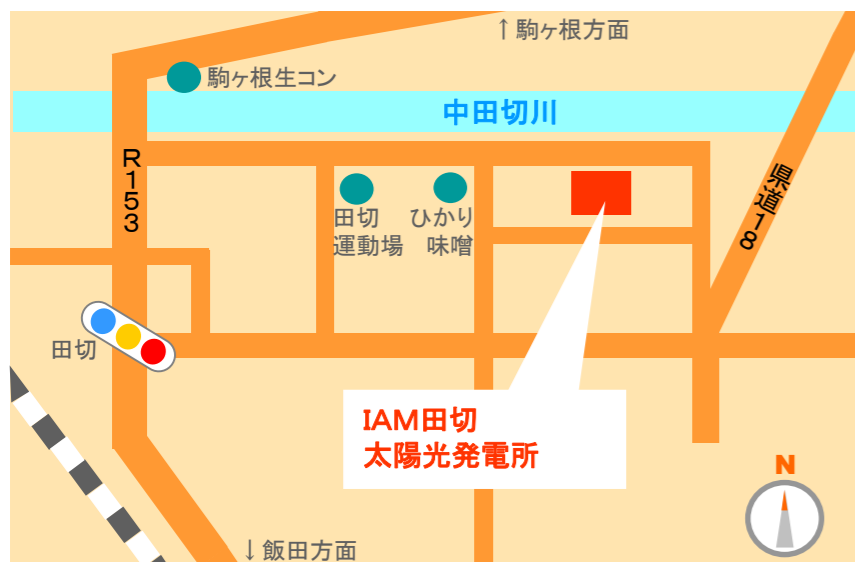 ↑駒ヶ根方面
駒ヶ根生コン
中田切川
R153
県道18
田切
運動場
ひかり
味噌
田切
IAM田切
太陽光発電所
N
↓飯田方面